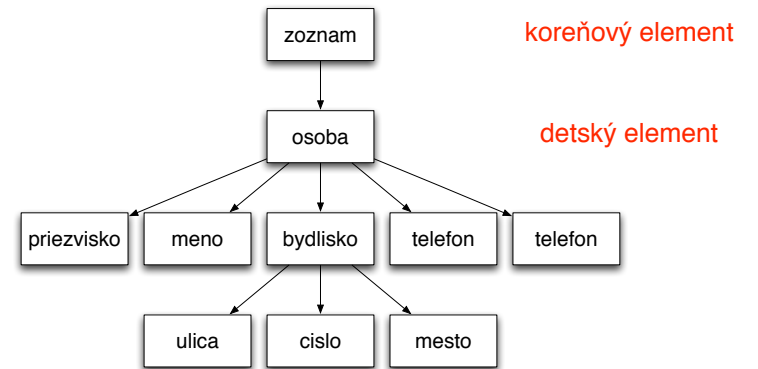 zoznam
koreňový element
osoba
detský element
priezvisko
meno
bydlisko
telefon
telefon
ulica
cislo
mesto